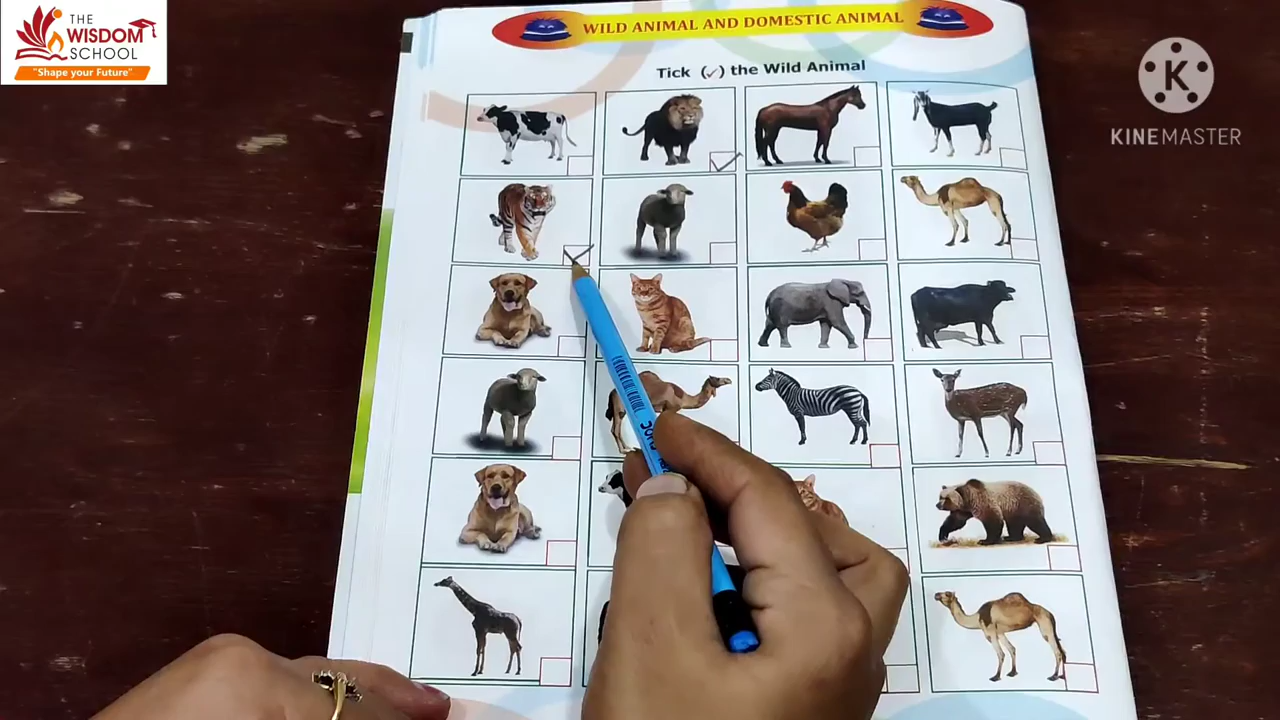 THE
WISDOM
SCHOOL
"Shape your Future"
WILD ANIMAL AND DOMESTIC ANIMAL
Tick (✓) the Wild Animal
K
KINEMASTER